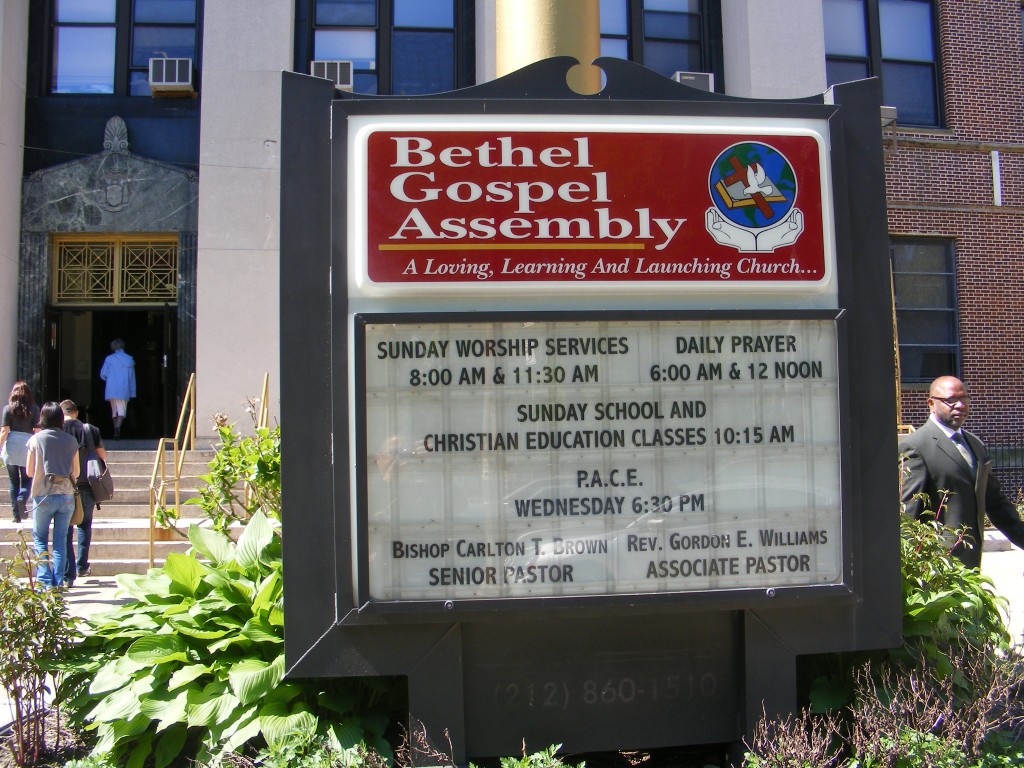 Bethel
Gospel
Assembly
A Loving, Learning And Launching Church...
SUNDAY WORSHIP SERVICES
8:00 AM & 11:30 AM
DAILY PRAYER
6:00 AM & 12 NOON
SUNDAY SCHOOL AND
CHRISTIAN EDUCATION CLASSES 10:15 AM
P.A.C.E.
WEDNESDAY 6:30 PM
BISHOP CARLTON T. BROWN
SENIOR PASTOR
REV. GORDON E. WILLIAMS
ASSOCIATE PASTOR
(212) 860-1510